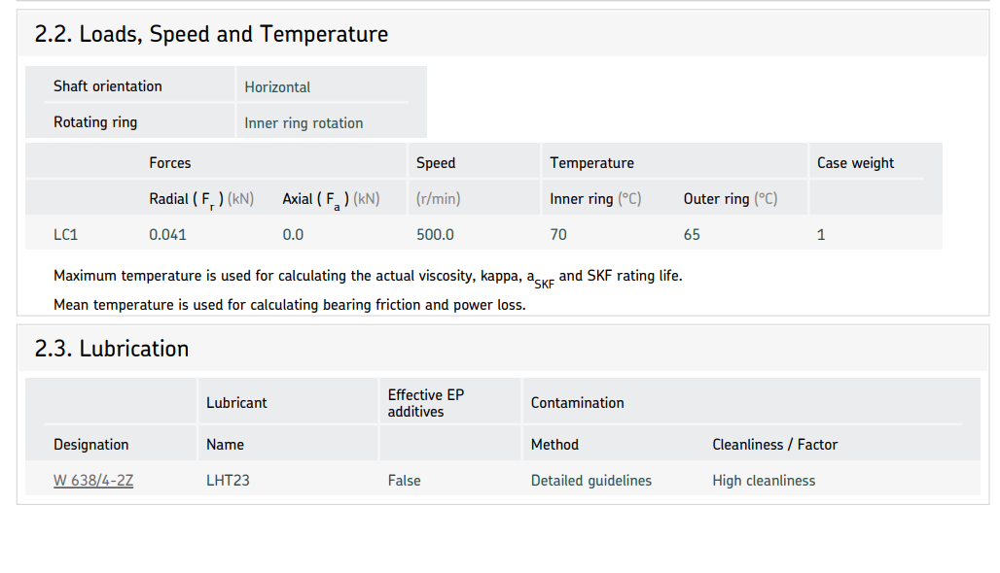 2.2. Loads, Speed and Temperature
Shaft orientation Horizontal
Rotating ring Inner ring rotation
Forces Speed Temperature Case weight
Radial ( Fr ) (kN) Axial ( Fa ) (kN) (r/min) Inner ring (°C) Outer ring (°C)
LC1 0.041 0.0 500.0 70 65 1
Maximum temperature is used for calculating the actual viscosity, kappa, aSKF and SKF rating life.
Mean temperature is used for calculating bearing friction and power loss.
2.3. Lubrication
Lubricant Effective EP additives Contamination
Designation Name Method Cleanliness / Factor
W 638/4-2Z LHT23 False Detailed guidelines High cleanliness